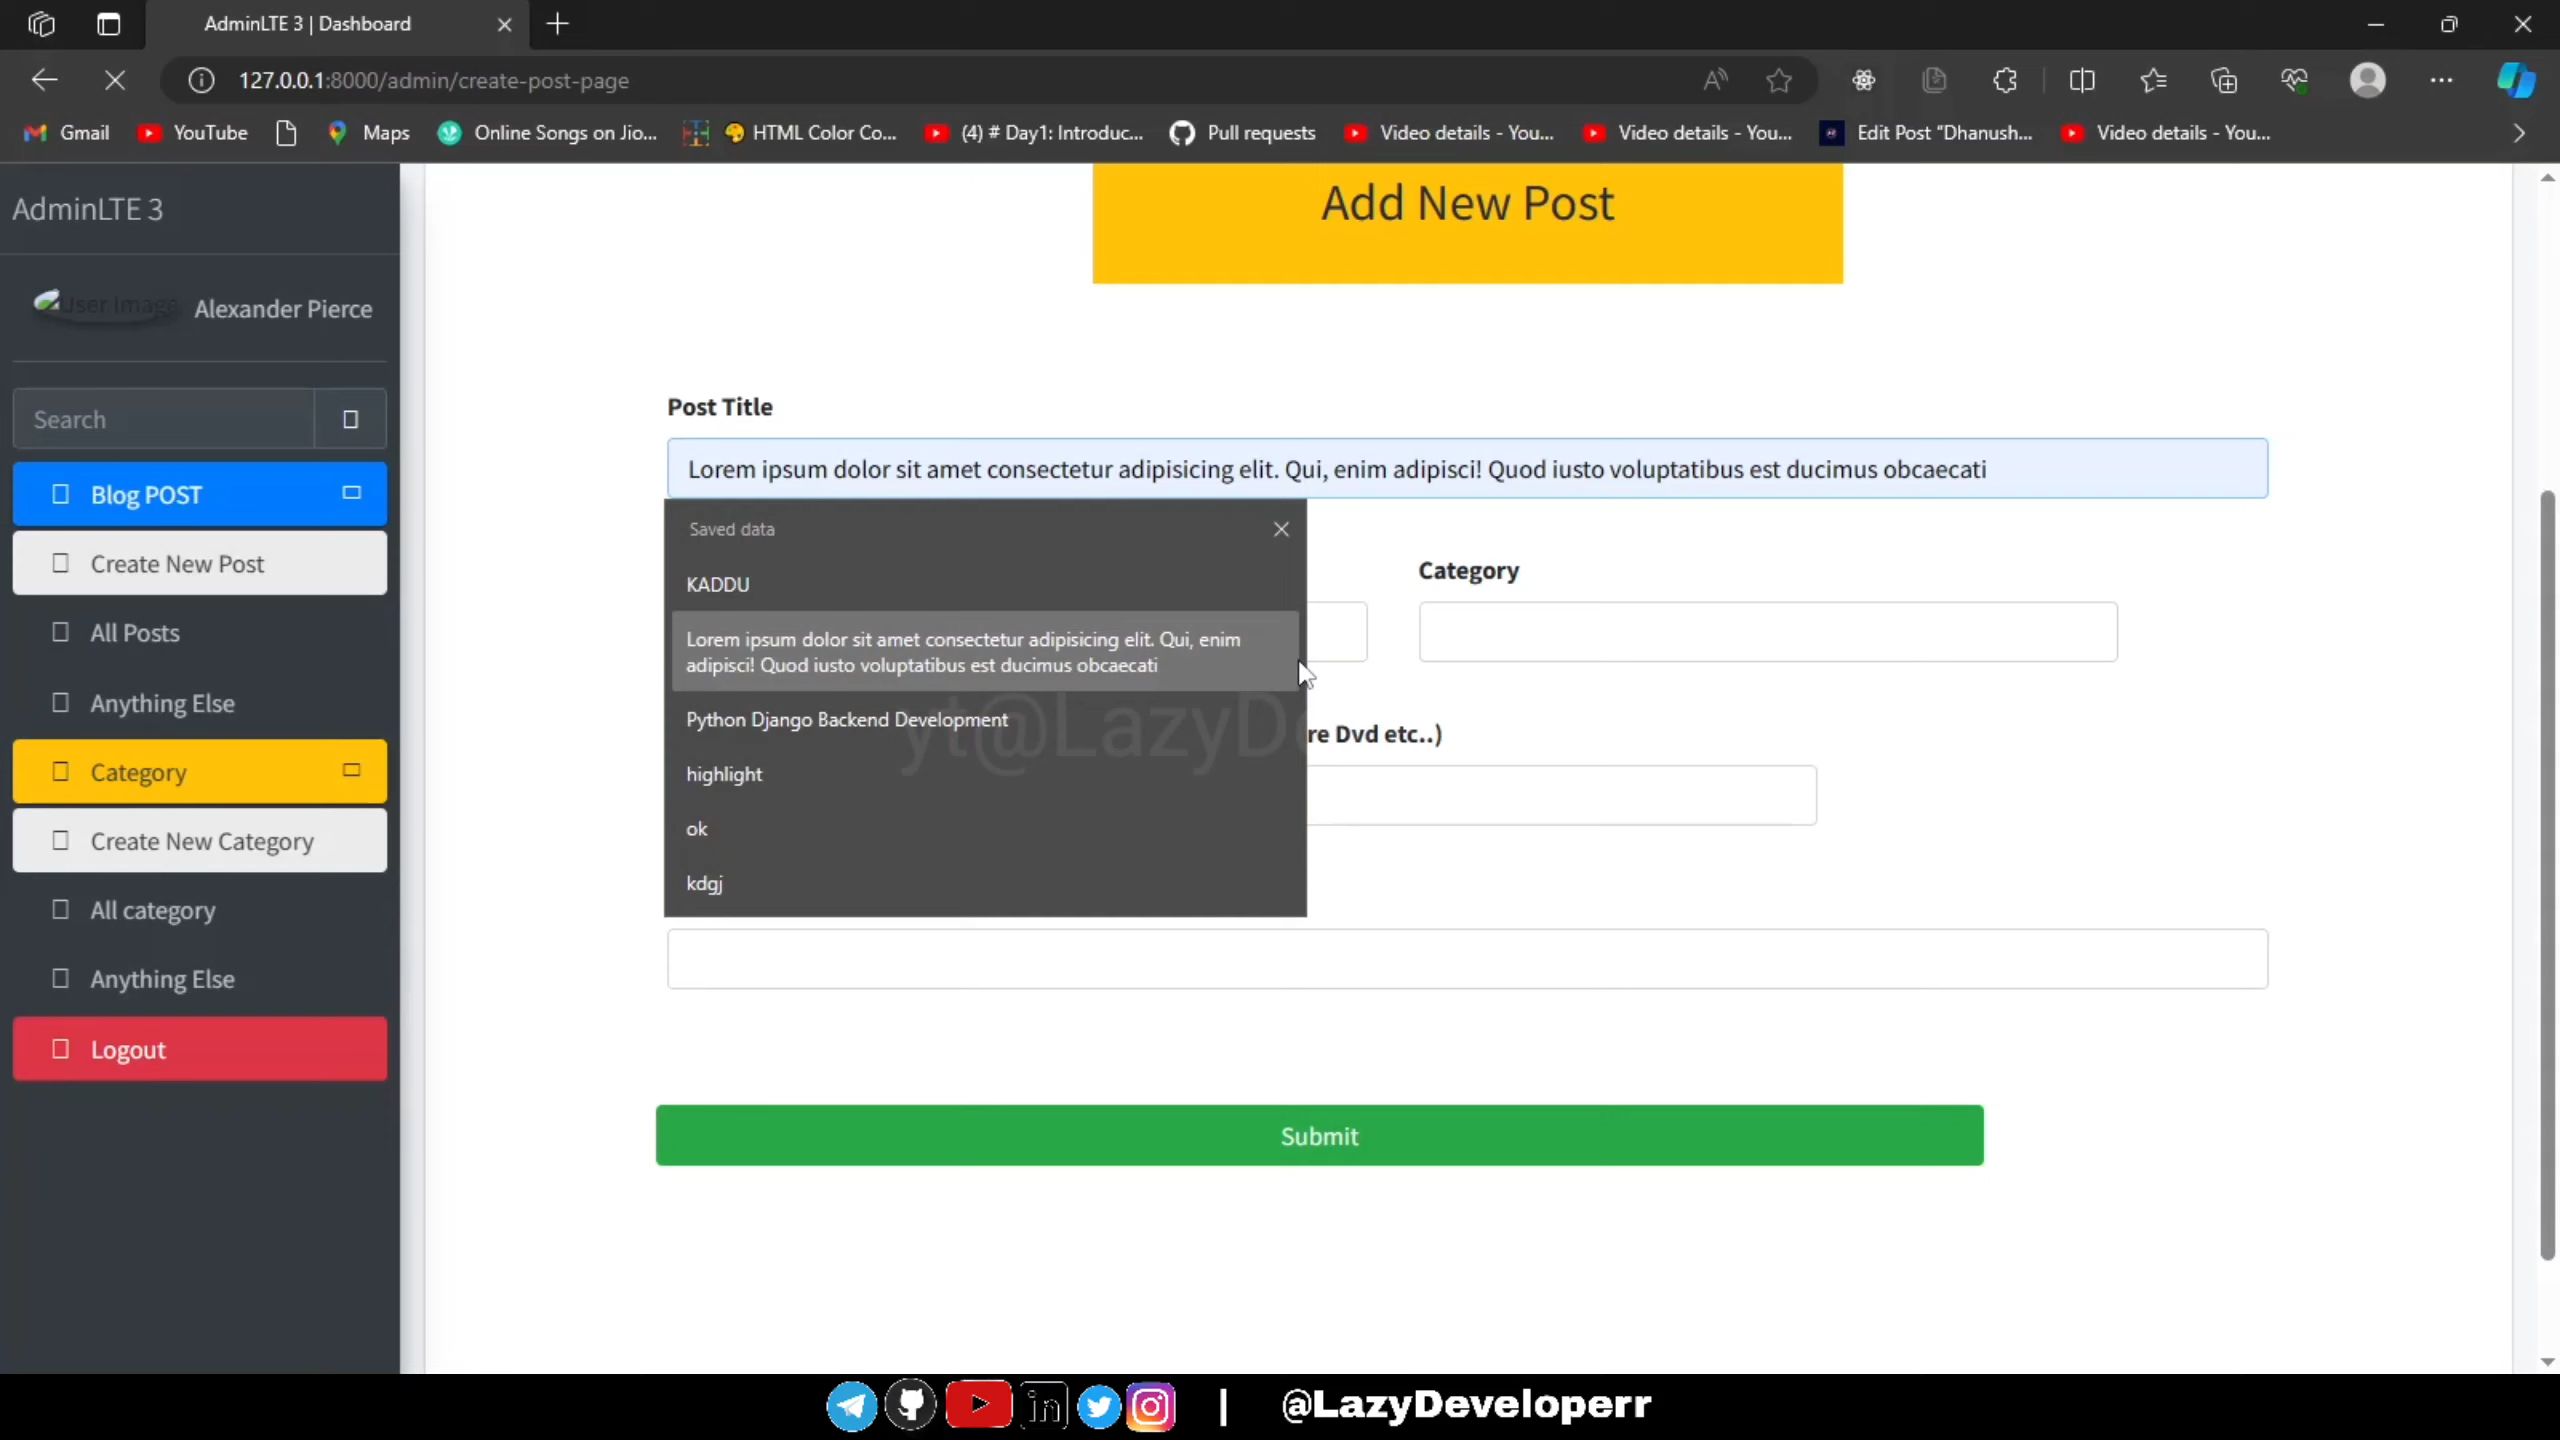 AdminLTE 3 | Dashboard
127.0.0.1:8000/admin/create-post-page
Gmail
YouTube
Maps
Online Songs on Jio...
HTML Color Co...
(4) # Day1: Introduc...
Pull requests
Video details - You...
Video details - You...
Edit Post "Dhanush...
Video details - You...
AdminLTE 3
User Image
Alexander Pierce
Search
Blog POST
Create New Post
All Posts
Anything Else
Category
Create New Category
All category
Anything Else
Logout
Add New Post
Post Title
Lorem ipsum dolor sit amet consectetur adipisicing elit. Qui, enim adipisci! Quod iusto voluptatibus est ducimus obcaecati
Saved data
KADDU
Lorem ipsum dolor sit amet consectetur adipisicing elit. Qui, enim
adipisci! Quod iusto voluptatibus est ducimus obcaecati
Python Django Backend Development
highlight
ok
kdgj
Category
re Dvd etc..)
yt@LazyDe
Submit
in
|
@LazyDeveloperr